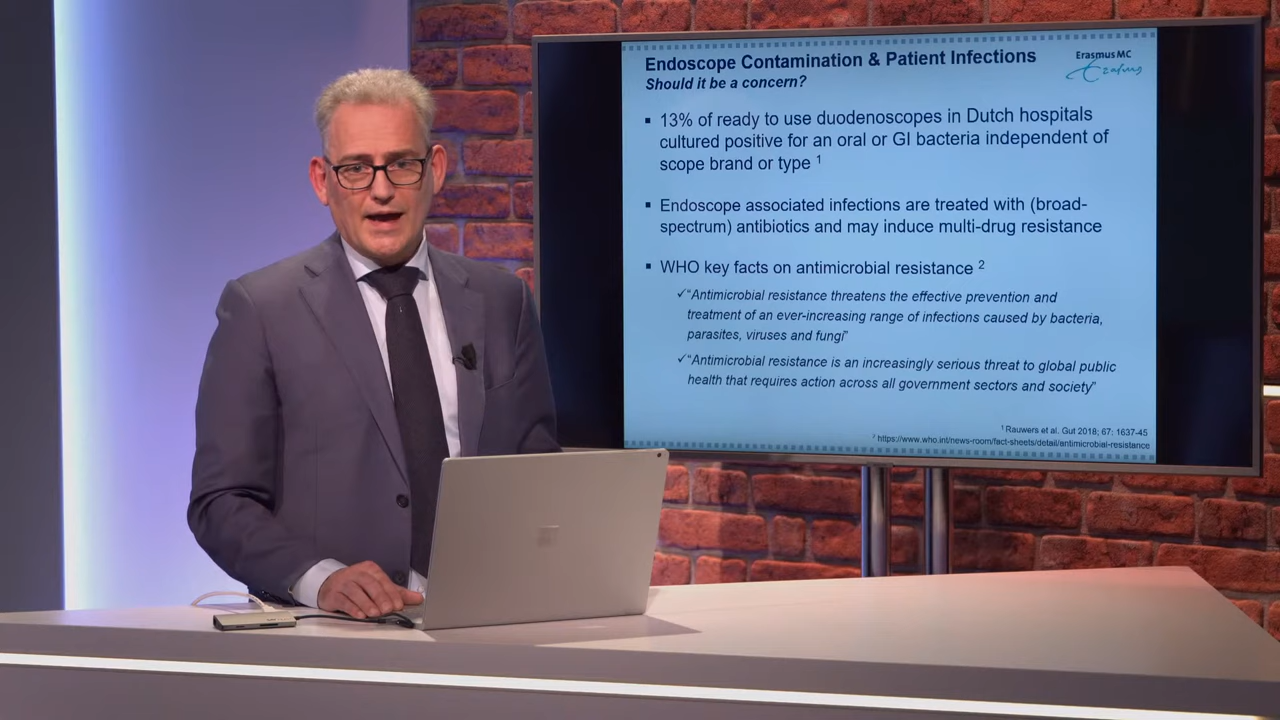 Endoscope Contamination & Patient Infections
Should it be a concern?
Erasmus MC
Erasmus
▪ 13% of ready to use duodenoscopes in Dutch hospitals
cultured positive for an oral or GI bacteria independent of
scope brand or type ¹
▪ Endoscope associated infections are treated with (broad-
spectrum) antibiotics and may induce multi-drug resistance
▪ WHO key facts on antimicrobial resistance ²
✓“Antimicrobial resistance threatens the effective prevention and
treatment of an ever-increasing range of infections caused by bacteria,
parasites, viruses and fungi”
✓“Antimicrobial resistance is an increasingly serious threat to global public
health that requires action across all government sectors and society”
¹ Rauwers et al. Gut 2018; 67: 1637-45
² https://www.who.int/news-room/fact-sheets/detail/antimicrobial-resistance